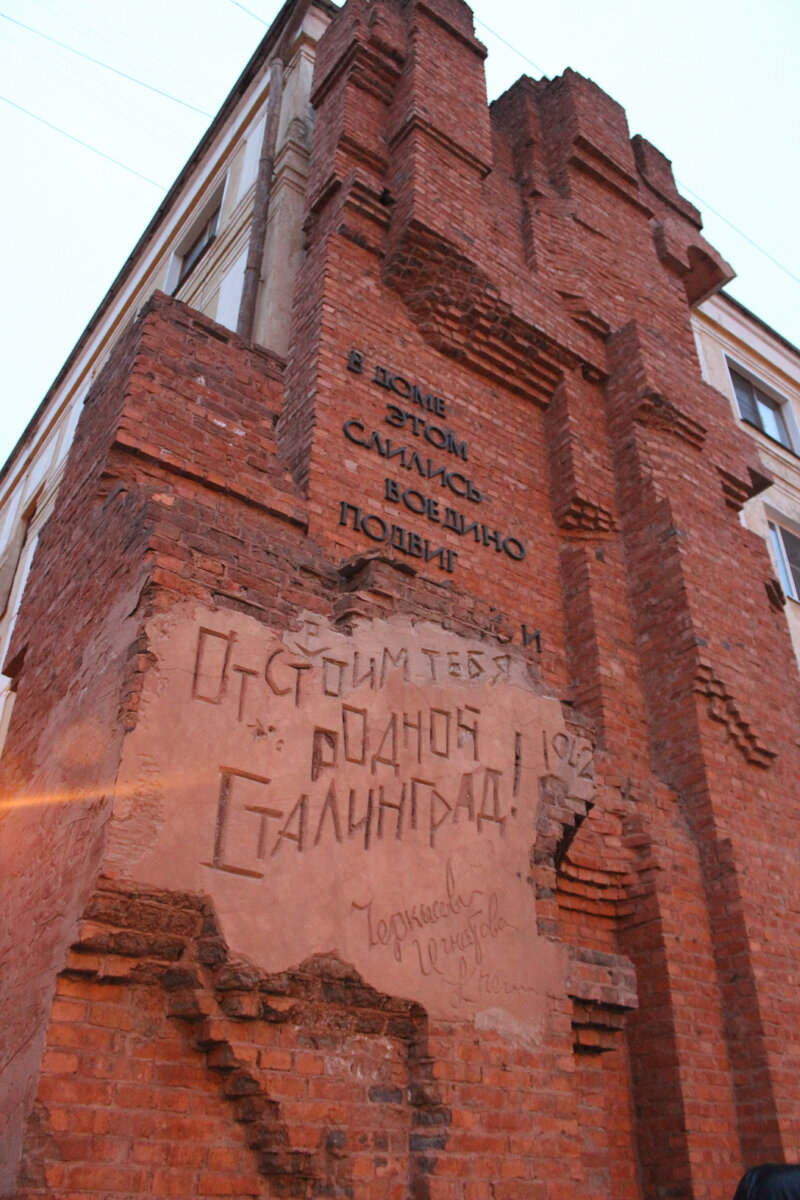 В ДОМЕ
ЭТОМ
СЛИЛИСЬ
ВОЕДИНО
ПОДВИГ
И
ОТСТОИМ ТЕБЯ
РОДНОЙ
СТАЛИНГРАД!
1942
Черкасова
Игнатова